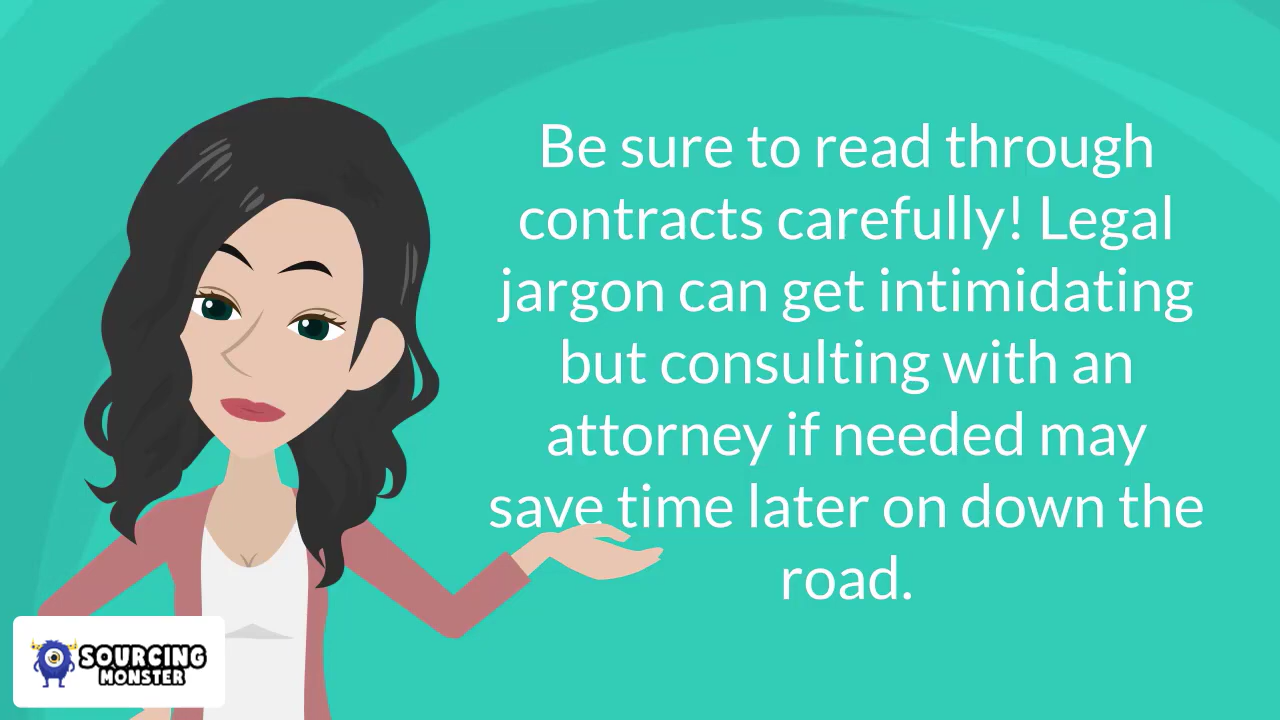 Be sure to read through
contracts carefully! Legal
jargon can get intimidating
but consulting with an
attorney if needed may
save time later on down the
road.
SOURCING
MONSTER